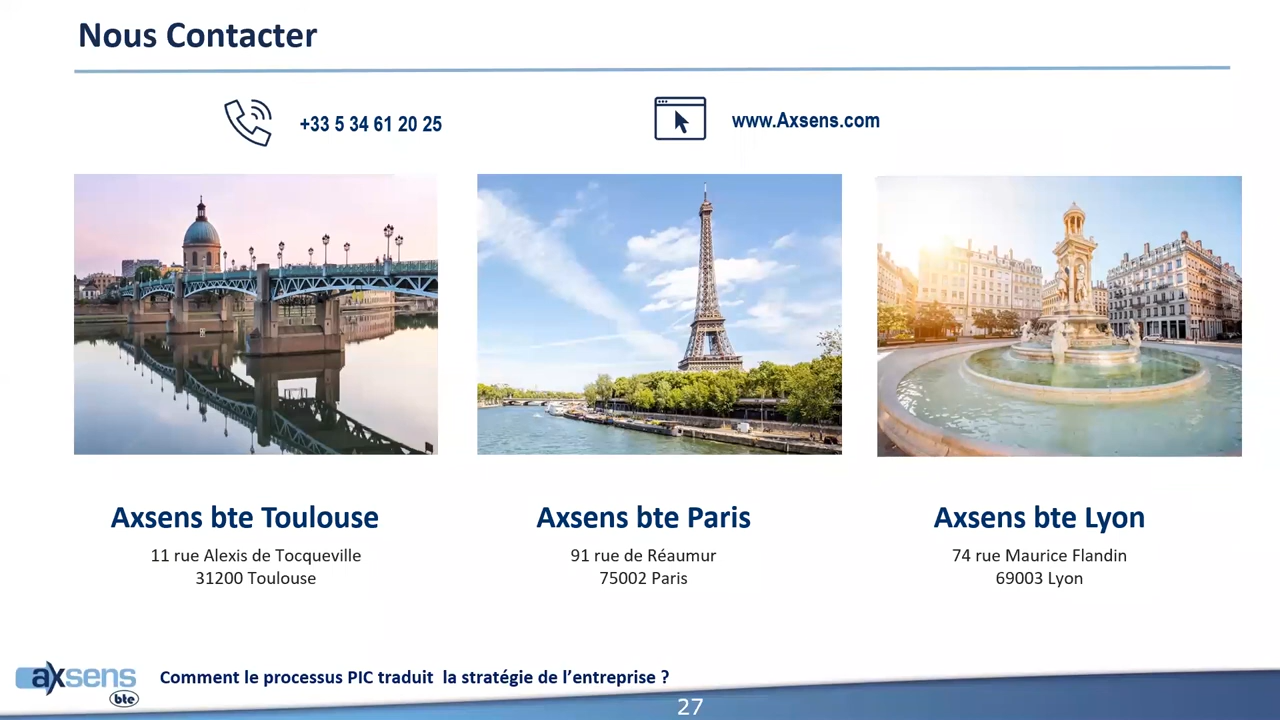 Nous Contacter
+33 5 34 61 20 25
www.Axsens.com
Axsens bte Toulouse
11 rue Alexis de Tocqueville
31200 Toulouse
Axsens bte Paris
91 rue de Réaumur
75002 Paris
Axsens bte Lyon
74 rue Maurice Flandin
69003 Lyon
axsens
bte
Comment le processus PIC traduit  la stratégie de l’entreprise ?
27